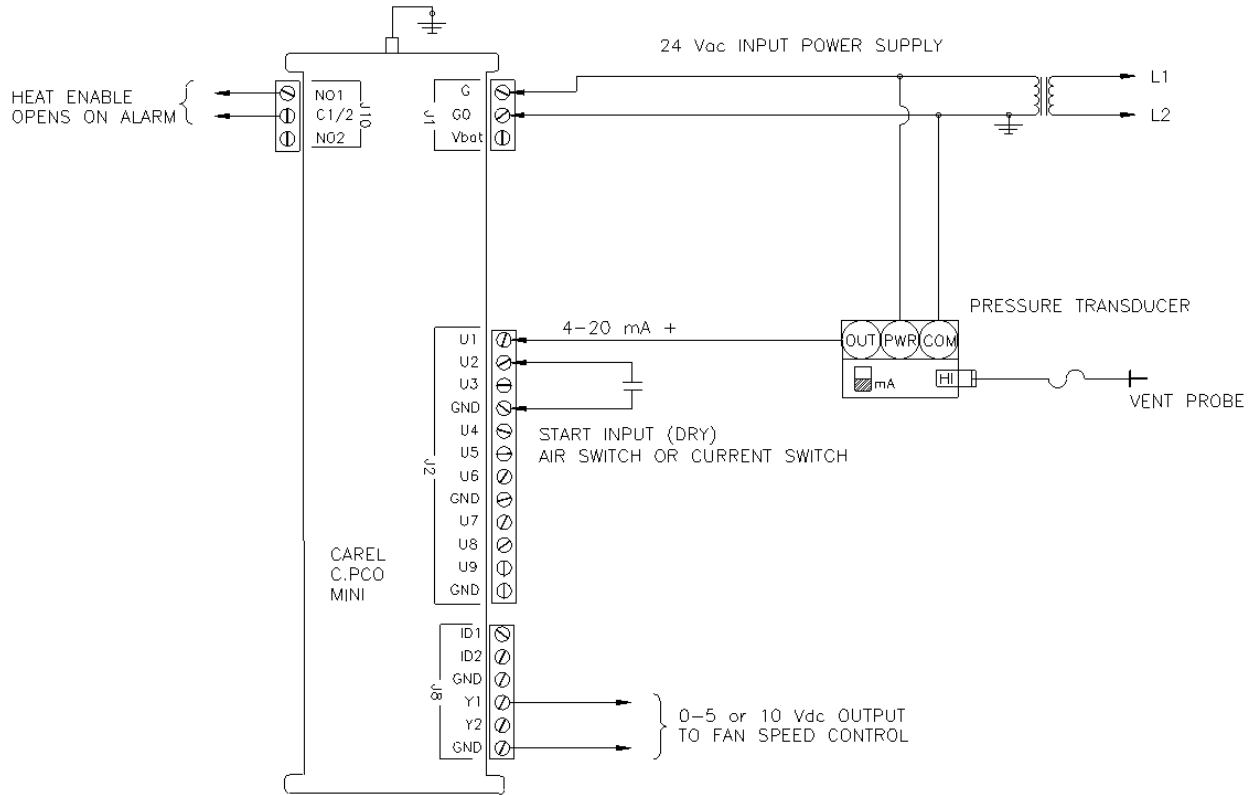 24 Vac INPUT POWER SUPPLY
HEAT ENABLE
OPENS ON ALARM
NO1
C1/2
NO2
J10
G
G0
Vbat
J1
L1
L2
PRESSURE TRANSDUCER
4-20 mA +
OUT PWR COM
mA
HI
VENT PROBE
U1
U2
U3
GND
U4
U5
U6
GND
U7
U8
U9
GND
J2
START INPUT (DRY)
AIR SWITCH OR CURRENT SWITCH
CAREL
C.PCO
MINI
ID1
ID2
GND
Y1
Y2
GND
J8
0-5 or 10 Vdc OUTPUT
TO FAN SPEED CONTROL